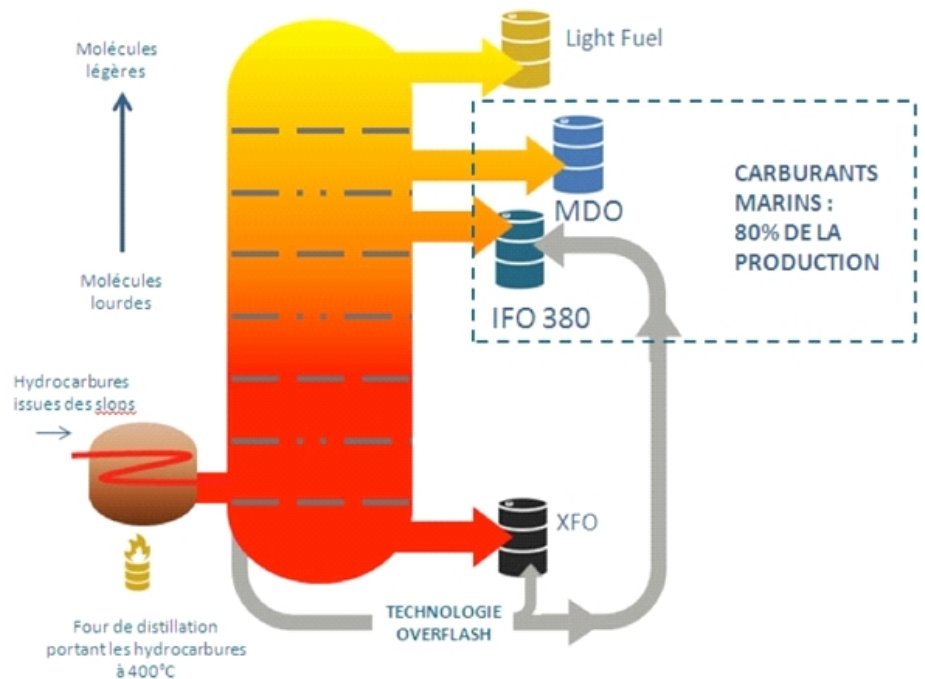 Molécules
légères
Light Fuel
CARBURANTS
MARINS :
80% DE LA
PRODUCTION
MDO
Molécules
lourdes
IFO 380
Hydrocarbures
issues des slops
XFO
TECHNOLOGIE
OVERFLASH
Four de distillation
portant les hydrocarbures
à 400°C